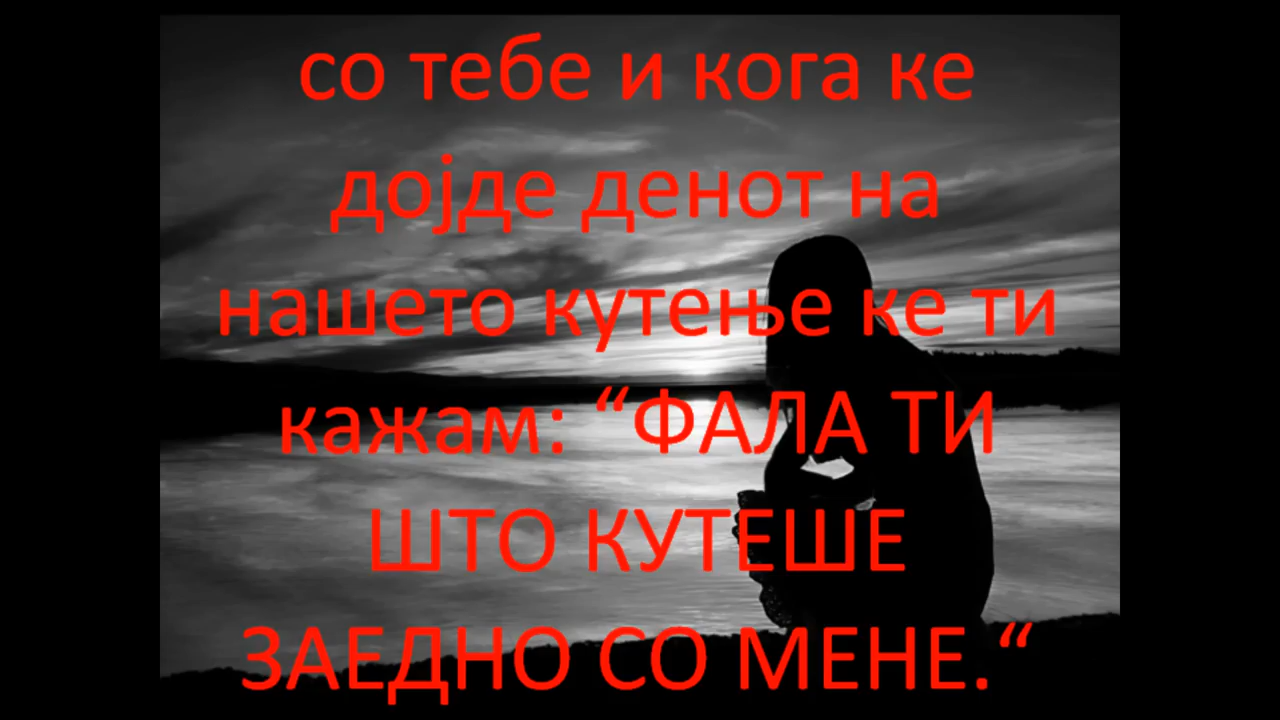 со тебе и кога ке
дојде денот на
нашето кутење ке ти
кажам: “ФАЛА ТИ
ШТО КУТЕШЕ
ЗАЕДНО СО МЕНЕ.“